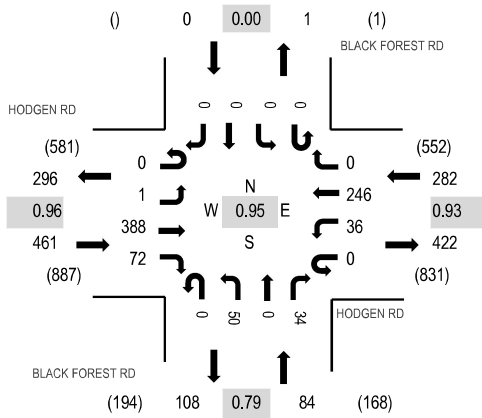 () 0 0.00 1 (1)
BLACK FOREST RD
HODGEN RD
0 0 0 0
(581) (552)
296 0 0 282
1 N 246
0.96 W 0.95 E 0.93
388 S 36
461 72 0 422
(887) (831)
0 50 0 34
HODGEN RD
BLACK FOREST RD
(194) 108 0.79 84 (168)